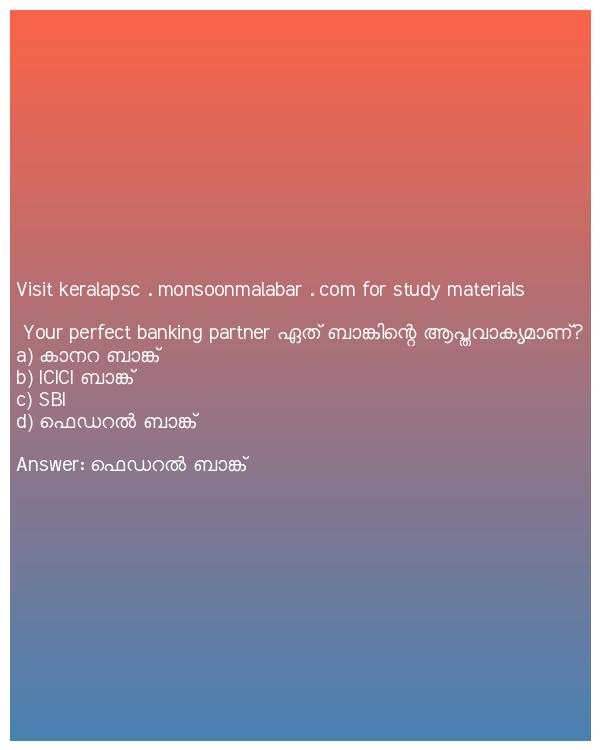 Visit keralapsc . monsoonmalabar . com for study materials
Your perfect banking partner ഏത് ബാങ്കിന്റെ ആപ്തവാക്യമാണ്?
a) കാനറ ബാങ്ക്
b) ICICI ബാങ്ക്
c) SBI
d) ഫെഡറൽ ബാങ്ക്
Answer: ഫെഡറൽ ബാങ്ക്